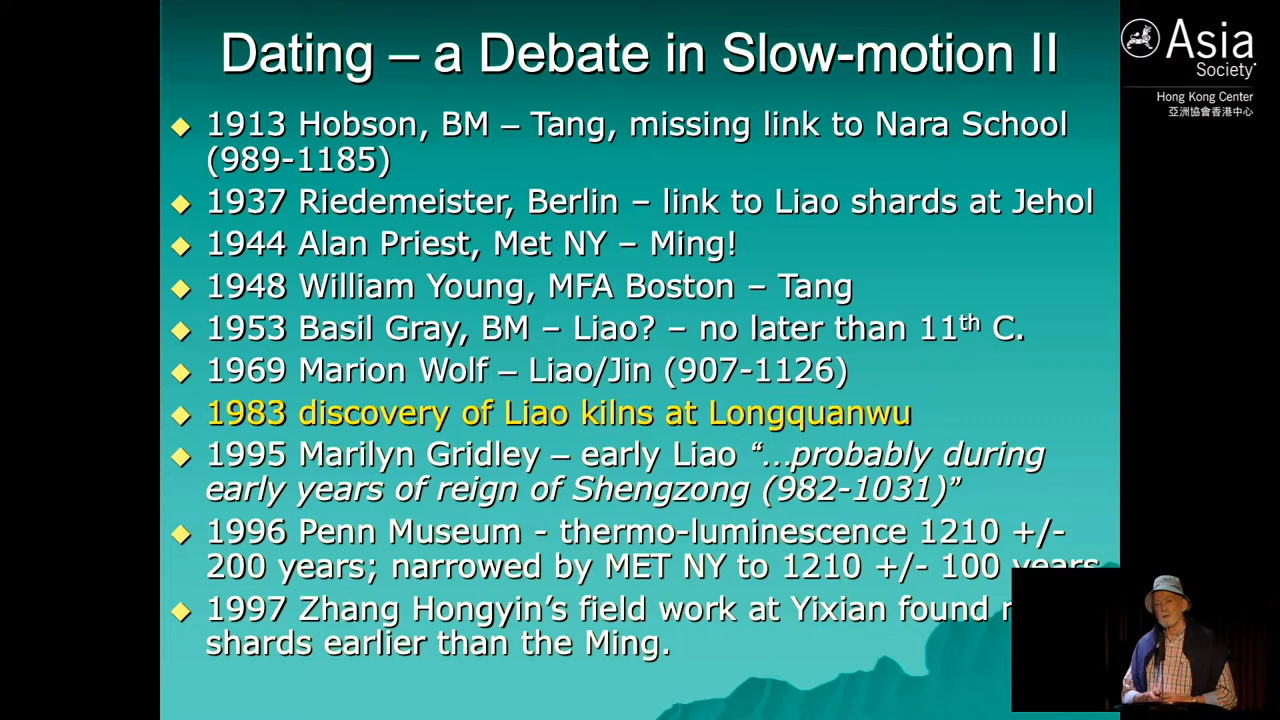 Dating – a Debate in Slow-motion II
Asia
Society
Hong Kong Center
亞洲協會香港中心
1913 Hobson, BM – Tang, missing link to Nara School
(989-1185)
1937 Riedemeister, Berlin – link to Liao shards at Jehol
1944 Alan Priest, Met NY – Ming!
1948 William Young, MFA Boston – Tang
1953 Basil Gray, BM – Liao? – no later than 11th C.
1969 Marion Wolf – Liao/Jin (907-1126)
1983 discovery of Liao kilns at Longquanwu
1995 Marilyn Gridley – early Liao “…probably during
early years of reign of Shengzong (982-1031)”
1996 Penn Museum - thermo-luminescence 1210 +/-
200 years; narrowed by MET NY to 1210 +/- 100 years
1997 Zhang Hongyin’s field work at Yixian found
shards earlier than the Ming.